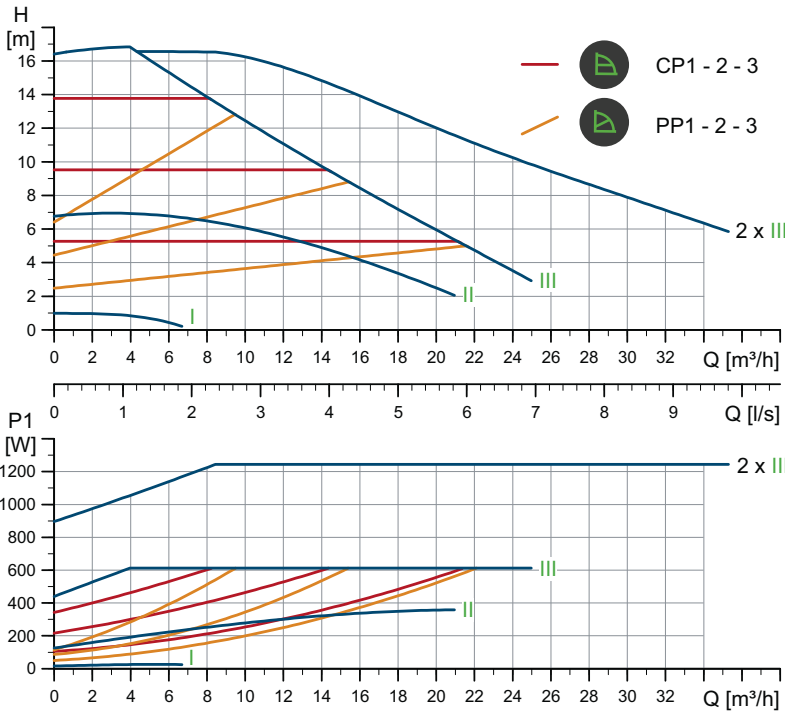 H
[m]
16
14
12
10
8
6
4
2
0
CP1 - 2 - 3
PP1 - 2 - 3
2 x III
III
II
I
0 2 4 6 8 10 12 14 16 18 20 22 24 26 28 30 32 Q [m³/h]
0 1 2 3 4 5 6 7 8 9 Q [l/s]
P1
[W]
1200
1000
800
600
400
200
0
2 x III
III
II
I
0 2 4 6 8 10 12 14 16 18 20 22 24 26 28 30 32 Q [m³/h]